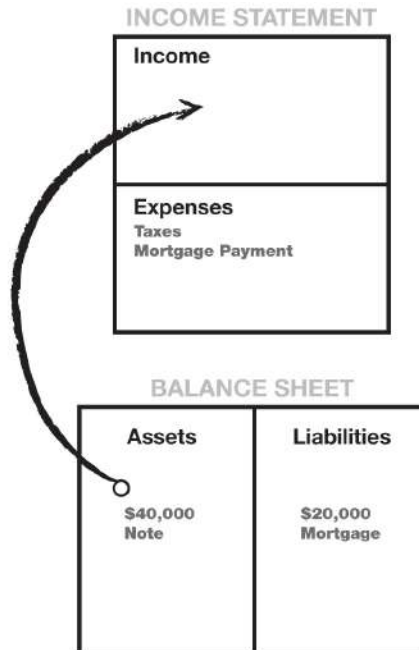 INCOME STATEMENT
Income
Expenses
Taxes
Mortgage Payment
BALANCE SHEET
Assets
$40,000
Note
Liabilities
$20,000
Mortgage